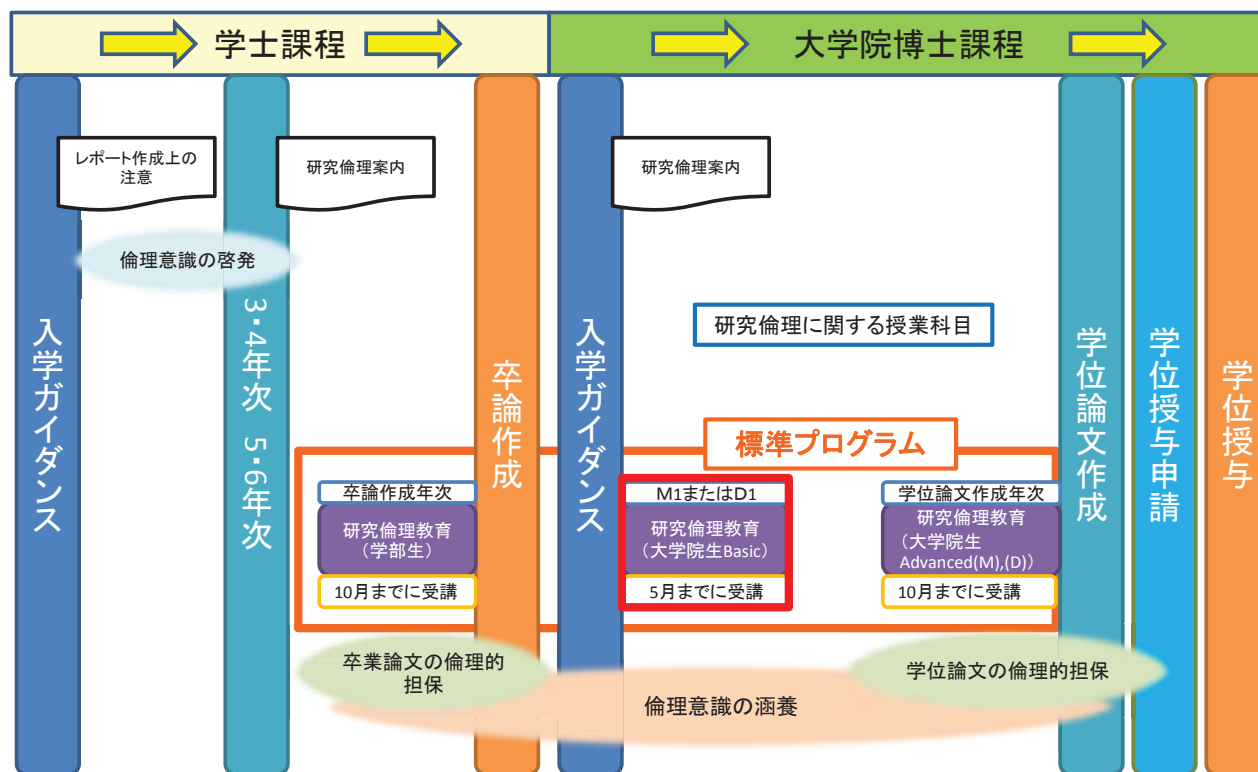 学士課程
大学院博士課程
入学ガイダンス
レポート作成上の
注意
倫理意識の啓発
3・4年次 5・6年次
研究倫理案内
卒論作成
入学ガイダンス
研究倫理案内
研究倫理に関する授業科目
標準プログラム
卒論作成年次
研究倫理教育
(学部生)
10月までに受講
M1またはD1
研究倫理教育
(大学院生Basic)
5月までに受講
学位論文作成年次
研究倫理教育
(大学院生
Advanced(M),(D))
10月までに受講
卒業論文の倫理的
担保
倫理意識の涵養
学位論文の倫理的担保
学位論文作成
学位授与申請
学位授与